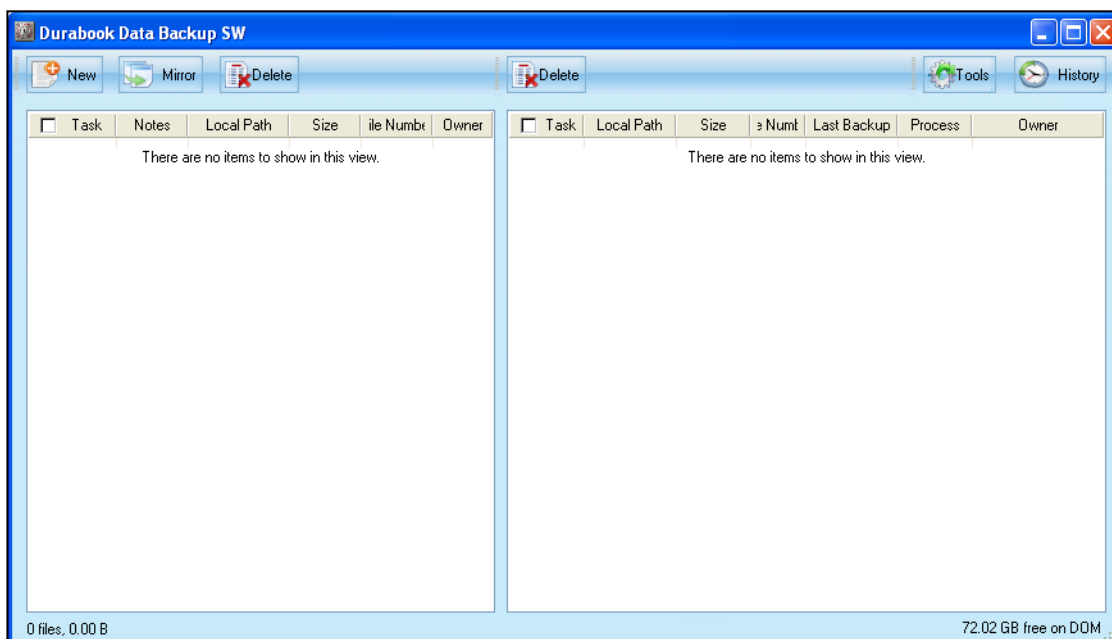 Durabook Data Backup SW
New Mirror Delete Delete Tools History
Task Notes Local Path Size ile Numbe Owner Task Local Path Size e Numb Last Backup Process Owner
There are no items to show in this view. There are no items to show in this view.
0 files, 0.00 B 72.02 GB free on DOM